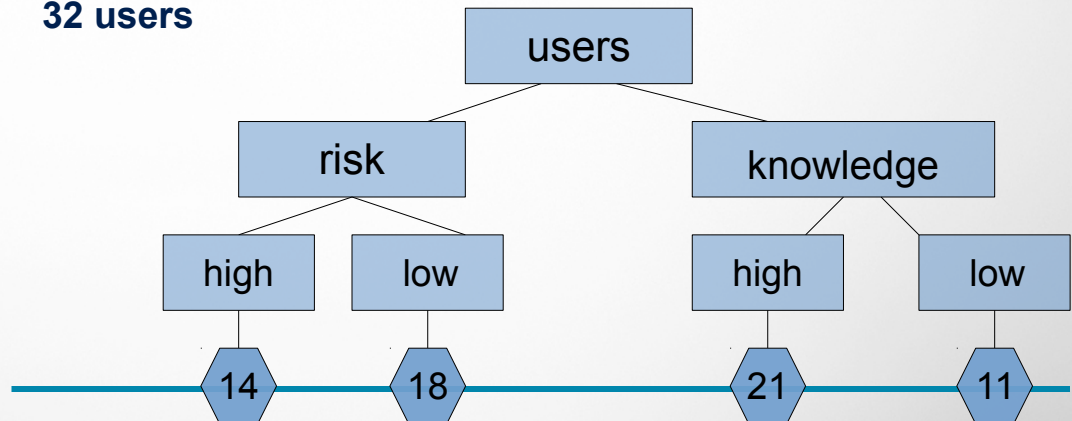 32 users
users
risk
knowledge
high
low
high
low
14
18
21
11